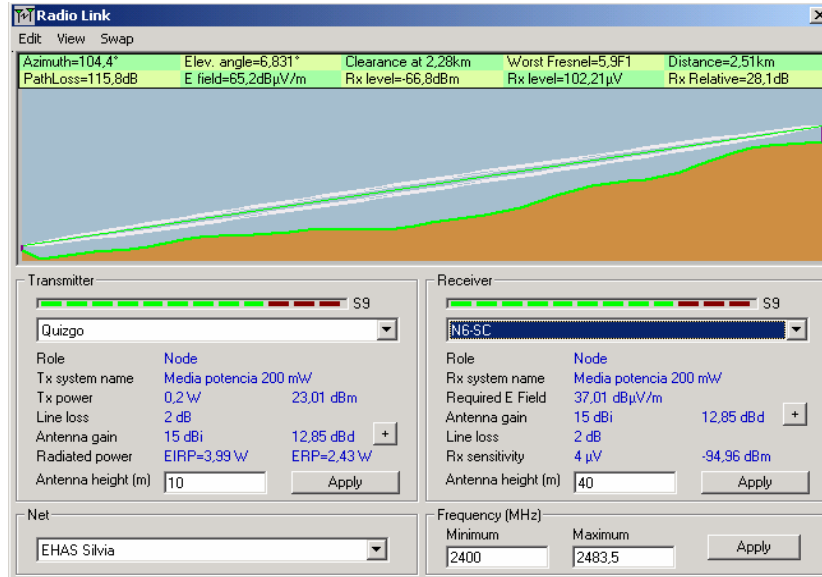 Radio Link
Edit View Swap
Azimuth=104,4° Elev. angle=6,831° Clearance at 2,28km Worst Fresnel=5,9F1 Distance=2,51km
PathLoss=115,8dB E field=65,2dBµV/m Rx level=-66,8dBm Rx level=102,21µV Rx Relative=28,1dB
Transmitter
S9
Quizgo
Role Node
Tx system name Media potencia 200 mW
Tx power 0,2 W 23,01 dBm
Line loss 2 dB
Antenna gain 15 dBi 12,85 dBd +
Radiated power EIRP=3,99 W ERP=2,43 W
Antenna height (m) 10 Apply
Receiver
S9
N6-SC
Role Node
Rx system name Media potencia 200 mW
Required E Field 37,01 dBµV/m
Antenna gain 15 dBi 12,85 dBd +
Line loss 2 dB
Rx sensitivity 4 µV -94,96 dBm
Antenna height (m) 40 Apply
Net
EHAS Silvia
Frequency (MHz)
Minimum Maximum
2400 2483,5 Apply